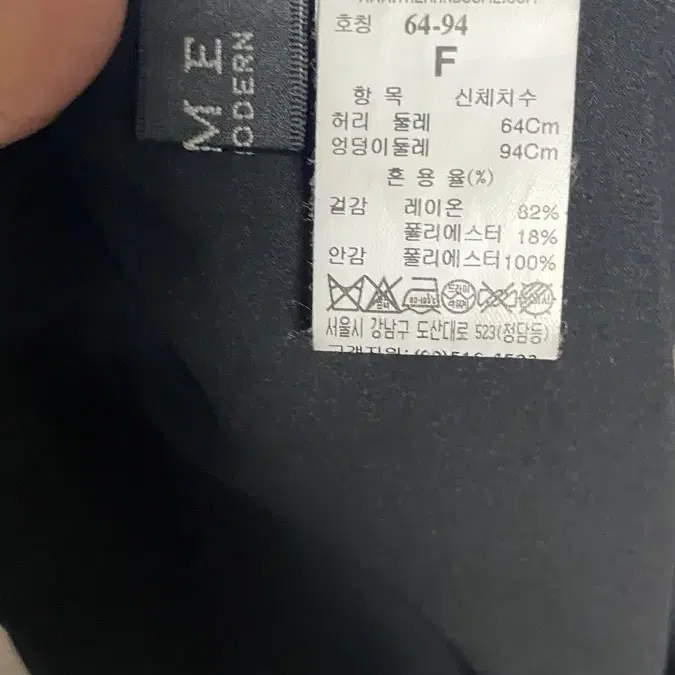 ME
MODERN
호칭 64-94
F
항 목 신체치수
허리 둘레 64Cm
엉덩이둘레 94Cm
혼 용 율(%)
겉감 레이온 82%
폴리에스터 18%
안감 폴리에스터100%
서울시 강남구 도산대로 523(청담동)